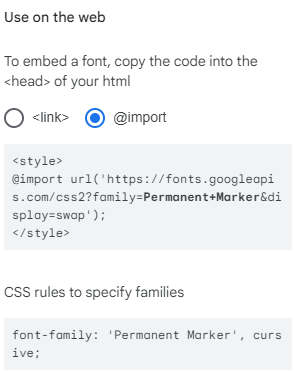 Use on the web
To embed a font, copy the code into the
<head> of your html
<link>
@import
<style>
@import url('https://fonts.googleapi
s.com/css2?family=Permanent+Marker&di
splay=swap');
</style>
CSS rules to specify families
font-family: 'Permanent Marker', curs
ive;